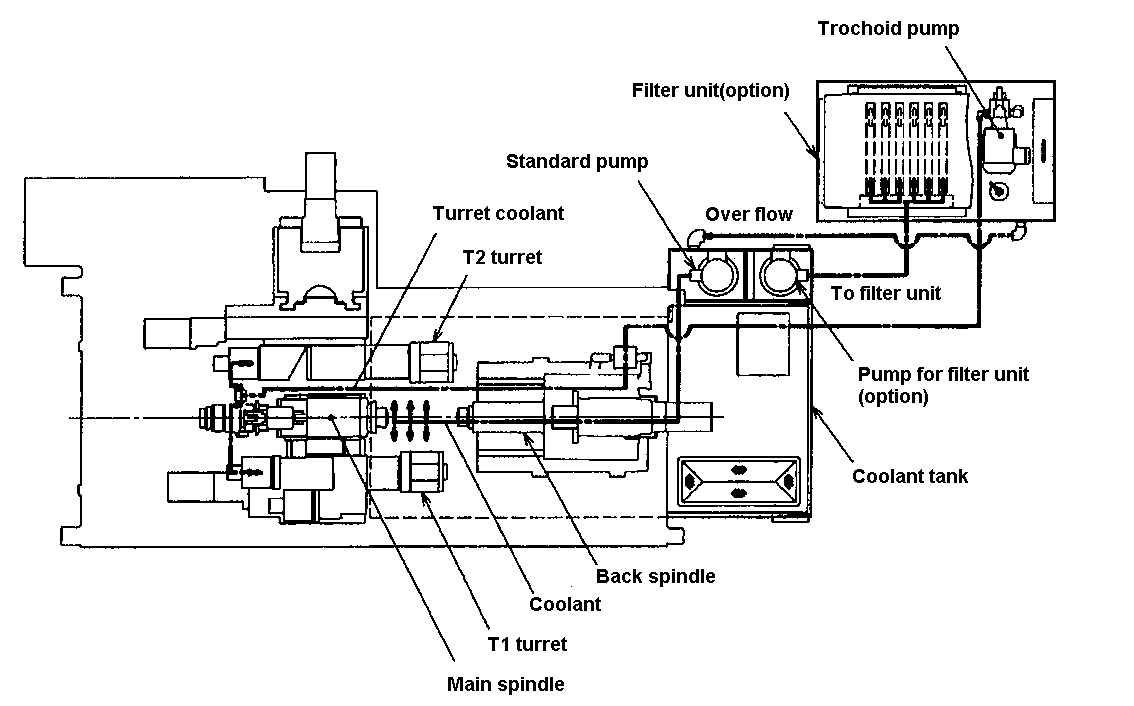 Trochoid pump
Filter unit(option)
Standard pump
Turret coolant
Over flow
T2 turret
To filter unit
Pump for filter unit
(option)
Coolant tank
Back spindle
Coolant
T1 turret
Main spindle